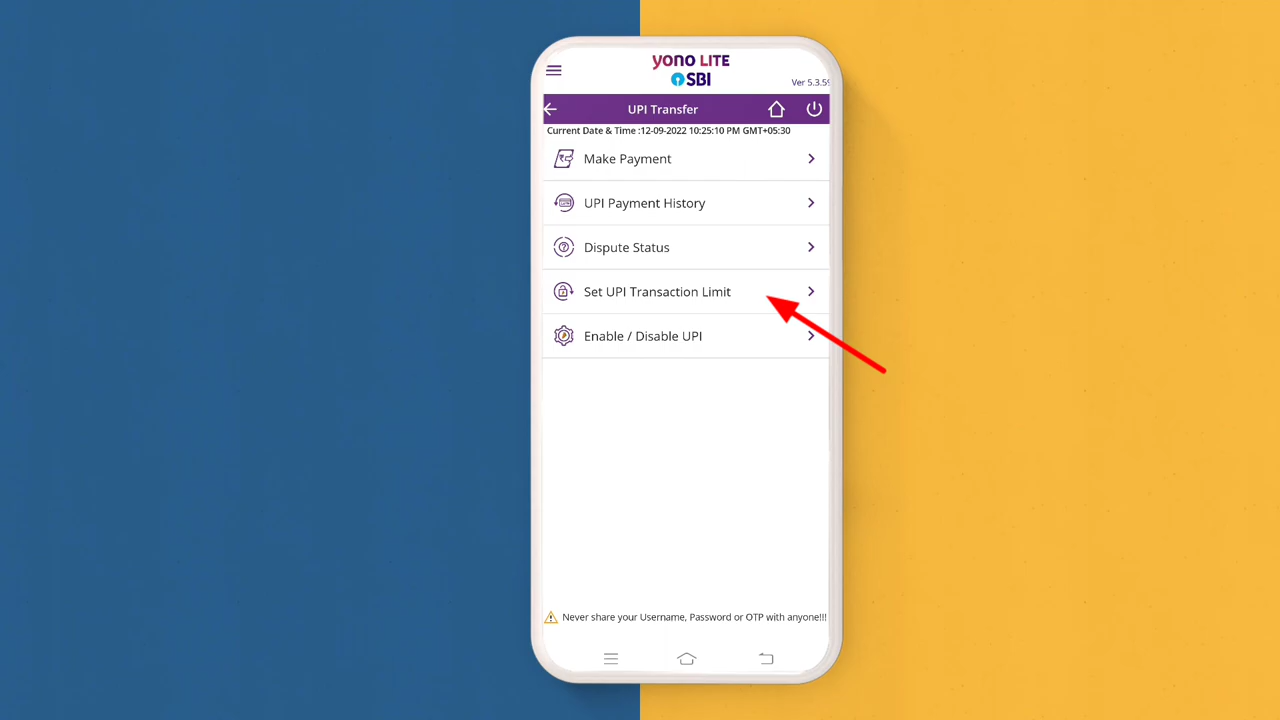 yono LITE
SBI
Ver 5.3.59
UPI Transfer
Current Date & Time :12-09-2022 10:25:10 PM GMT+05:30
Make Payment
UPI Payment History
Dispute Status
Set UPI Transaction Limit
Enable / Disable UPI
Never share your Username, Password or OTP with anyone!!!